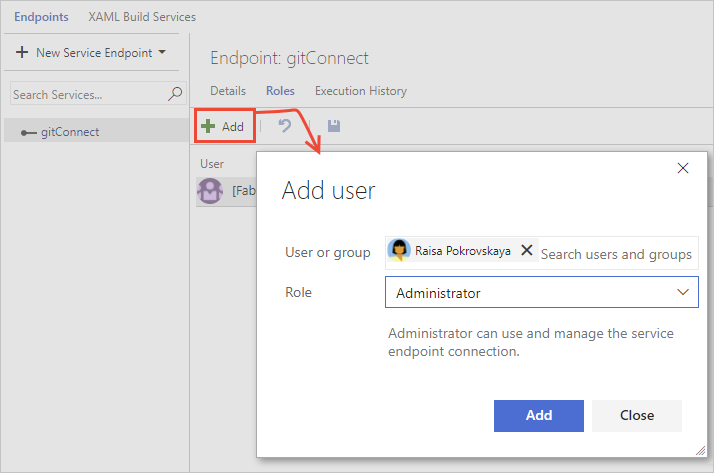 Endpoints XAML Build Services
New Service Endpoint
Search Services...
gitConnect
Endpoint: gitConnect
Details Roles Execution History
Add
User
[Fab
Add user
User or group Raisa Pokrovskaya Search users and groups
Role Administrator
Administrator can use and manage the service
endpoint connection.
Add Close